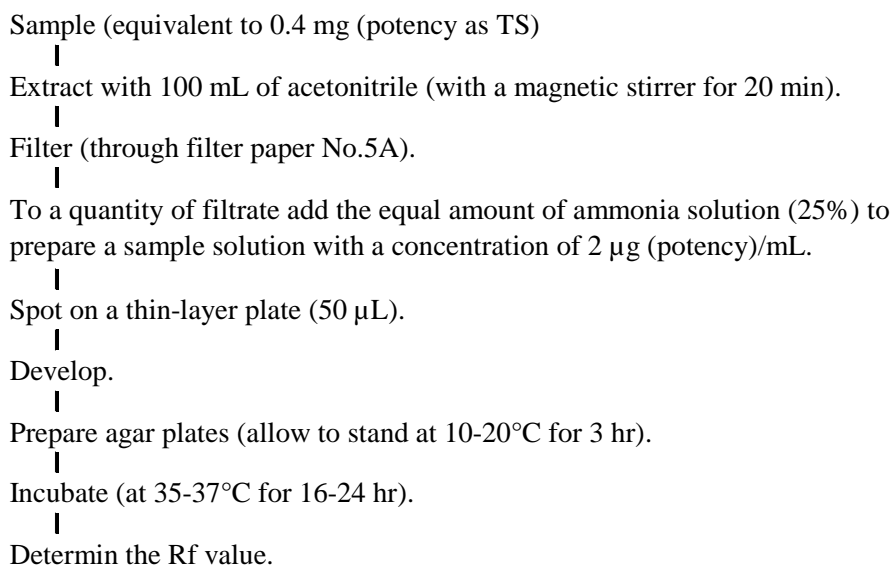 Sample (equivalent to 0.4 mg (potency as TS)
Extract with 100 mL of acetonitrile (with a magnetic stirrer for 20 min).
Filter (through filter paper No.5A).
To a quantity of filtrate add the equal amount of ammonia solution (25%) to
prepare a sample solution with a concentration of 2 µg (potency)/mL.
Spot on a thin-layer plate (50 µL).
Develop.
Prepare agar plates (allow to stand at 10-20°C for 3 hr).
Incubate (at 35-37°C for 16-24 hr).
Determin the Rf value.